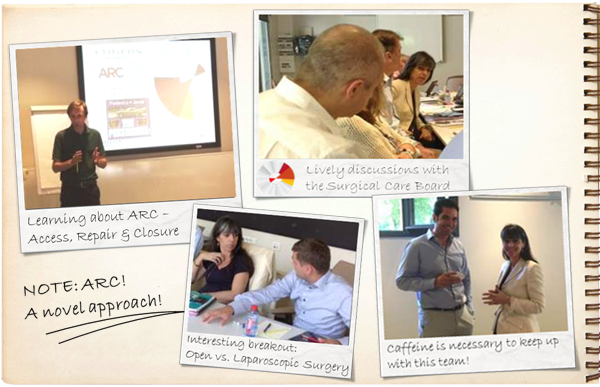 ARC
Learning about ARC –
Access, Repair & Closure
Lively discussions with
the Surgical Care Board
NOTE: ARC!
A novel approach!
Interesting breakout:
Open vs. Laparoscopic Surgery
Caffeine is necessary to keep up
with this team!